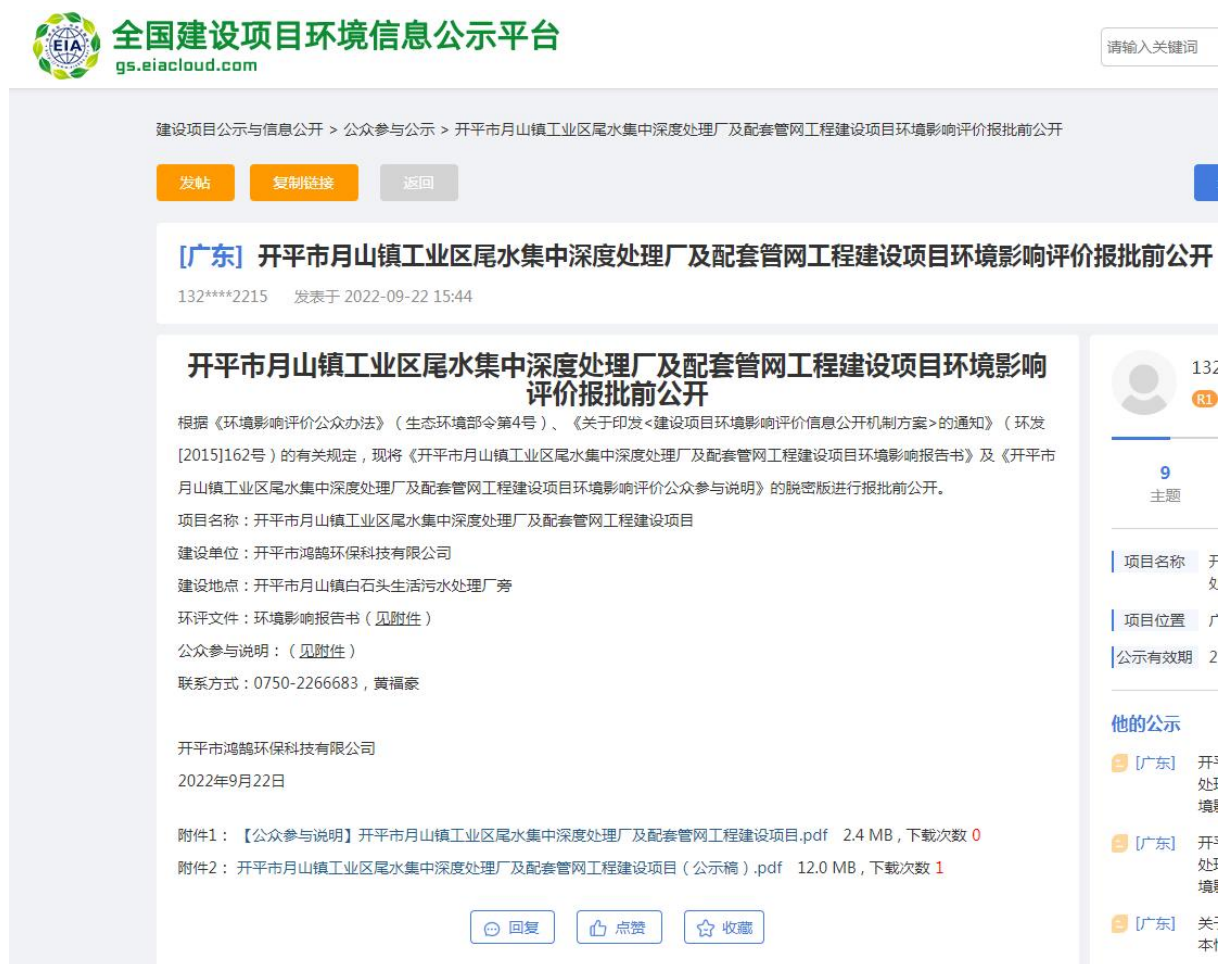 EIA
全国建设项目环境信息公示平台
gs.eiacloud.com
请输入关键词
建设项目公示与信息公开 > 公众参与公示 > 开平市月山镇工业区尾水集中深度处理厂及配套管网工程建设项目环境影响评价报批前公开
发帖 复制链接 返回
[广东] 开平市月山镇工业区尾水集中深度处理厂及配套管网工程建设项目环境影响评价报批前公开
132****2215 发表于 2022-09-22 15:44
开平市月山镇工业区尾水集中深度处理厂及配套管网工程建设项目环境影响
评价报批前公开
根据《环境影响评价公众办法》（生态环境部令第4号）、《关于印发<建设项目环境影响评价信息公开机制方案>的通知》（环发
[2015]162号）的有关规定，现将《开平市月山镇工业区尾水集中深度处理厂及配套管网工程建设项目环境影响报告书》及《开平市
月山镇工业区尾水集中深度处理厂及配套管网工程建设项目环境影响评价公众参与说明》的脱密版进行报批前公开。
项目名称：开平市月山镇工业区尾水集中深度处理厂及配套管网工程建设项目
建设单位：开平市鸿鹄环保科技有限公司
建设地点：开平市月山镇白石头生活污水处理厂旁
环评文件：环境影响报告书（见附件）
公众参与说明：（见附件）
联系方式：0750-2266683，黄福豪
开平市鸿鹄环保科技有限公司
2022年9月22日
附件1： 【公众参与说明】开平市月山镇工业区尾水集中深度处理厂及配套管网工程建设项目.pdf 2.4 MB，下载次数 0
附件2： 开平市月山镇工业区尾水集中深度处理厂及配套管网工程建设项目（公示稿）.pdf 12.0 MB，下载次数 1
回复 点赞 收藏
132
R1
9
主题
项目名称 开
项目位置 广
公示有效期 2
他的公示
[广东] 开平
处理
境影
[广东] 开平
处理
境影
[广东] 关于
本情